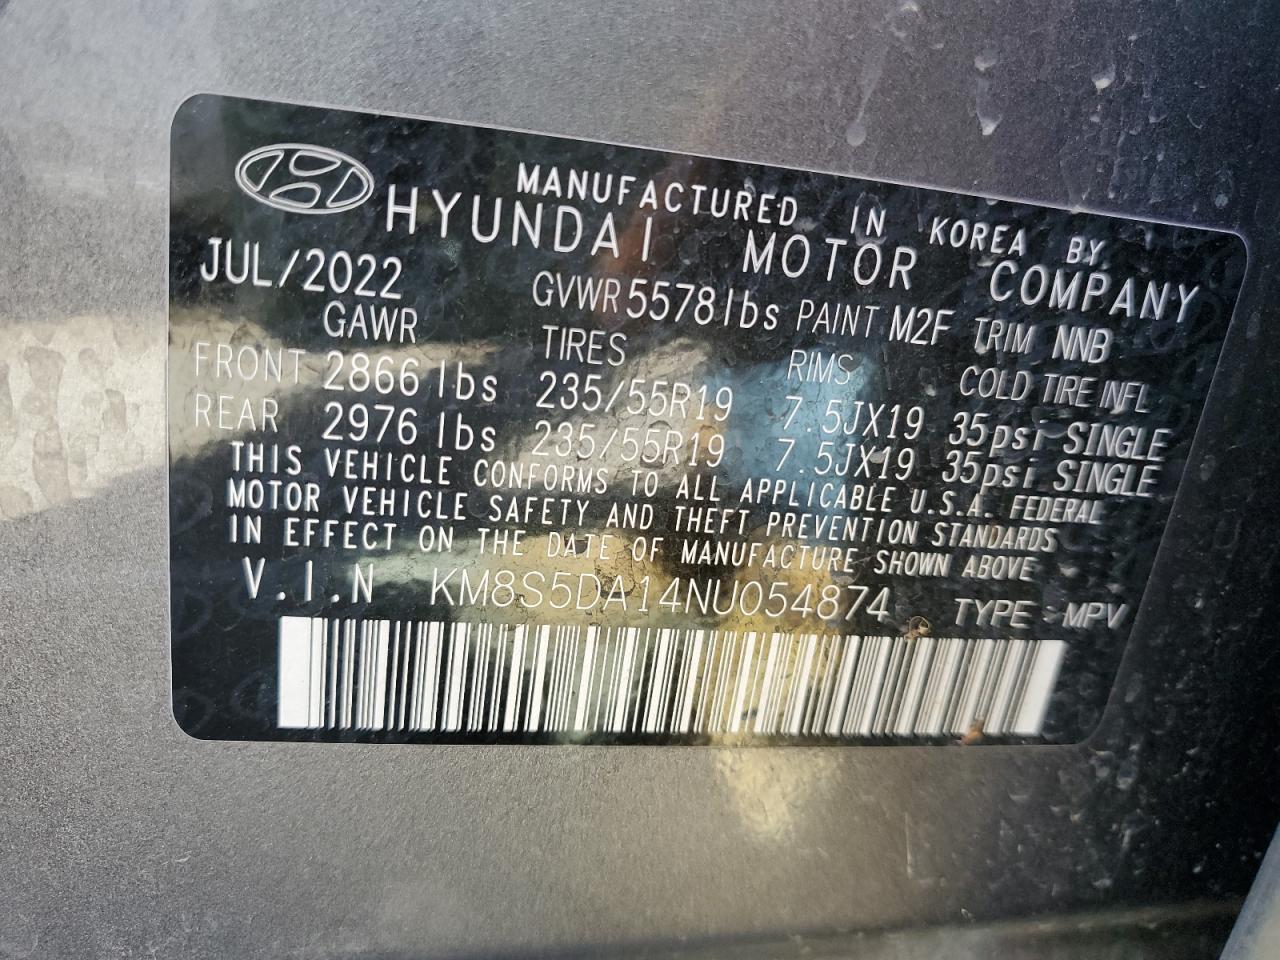 MANUFACTURED IN KOREA BY
HYUNDAI MOTOR COMPANY
JUL/2022 GVWR 5578 lbs PAINT M2F TRIM NNB
GAWR TIRES RIMS COLD TIRE INFL
FRONT 2866 lbs 235/55R19 7.5JX19 35psi SINGLE
REAR 2976 lbs 235/55R19 7.5JX19 35psi SINGLE
THIS VEHICLE CONFORMS TO ALL APPLICABLE U.S.A. FEDERAL
MOTOR VEHICLE SAFETY AND THEFT PREVENTION STANDARDS
IN EFFECT ON THE DATE OF MANUFACTURE SHOWN ABOVE
V.I.N KM8S5DA14NU054874 TYPE : MPV